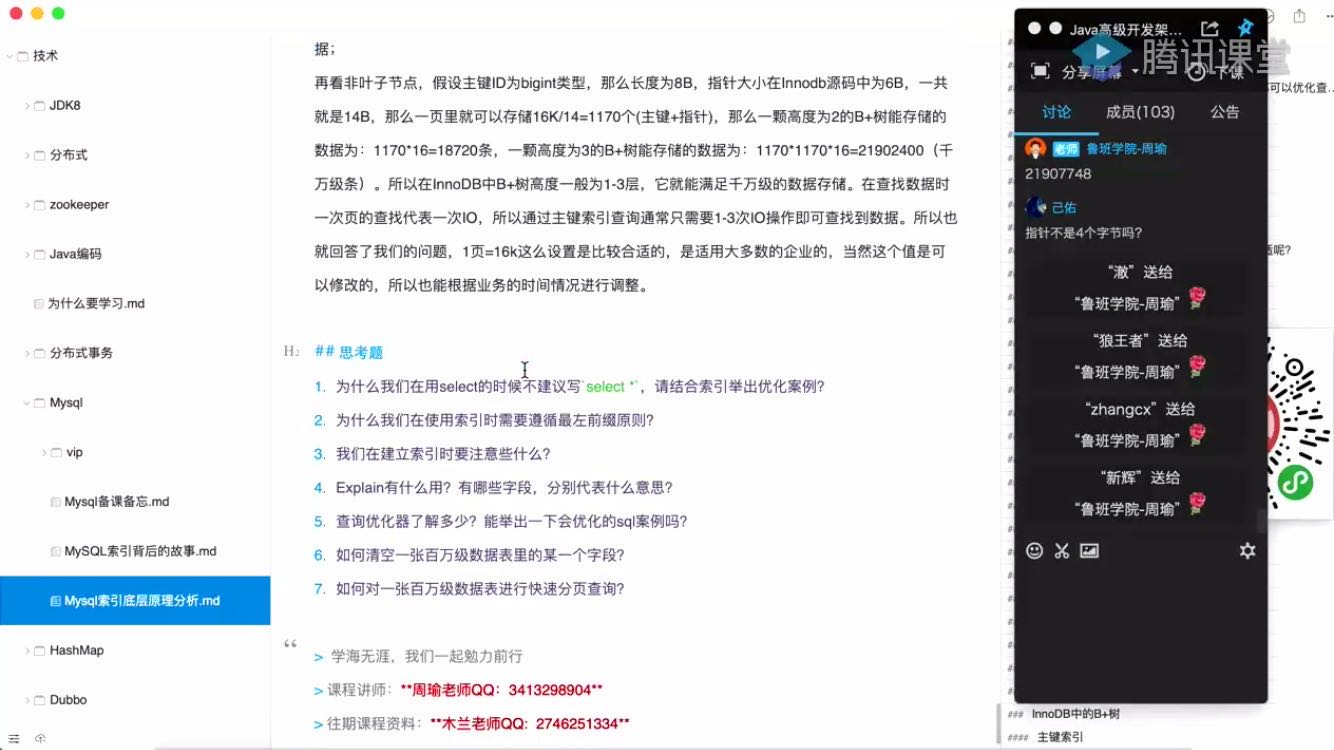 技术
JDK8
分布式
zookeeper
Java编码
为什么要学习.md
分布式事务
Mysql
vip
Mysql备课备忘.md
MySQL索引背后的故事.md
Mysql索引底层原理分析.md
HashMap
Dubbo
据；
再看非叶子节点，假设主键ID为bigint类型，那么长度为8B，指针大小在Innodb源码中为6B，一共
就是14B，那么一页里就可以存储16K/14=1170个(主键+指针)，那么一颗高度为2的B+树能存储的
数据为：1170*16=18720条，一颗高度为3的B+树能存储的数据为：1170*1170*16=21902400（千
万级条）。所以在InnoDB中B+树高度一般为1-3层，它就能满足千万级的数据存储。在查找数据时
一次页的查找代表一次IO，所以通过主键索引查询通常只需要1-3次IO操作即可查找到数据。所以也
就回答了我们的问题，1页=16k这么设置是比较合适的，是适用大多数的企业的，当然这个值是可
以修改的，所以也能根据业务的时间情况进行调整。
H2 ## 思考题
1. 为什么我们在用select的时候不建议写`select *`，请结合索引举出优化案例？
2. 为什么我们在使用索引时需要遵循最左前缀原则？
3. 我们在建立索引时要注意些什么？
4. Explain有什么用？有哪些字段，分别代表什么意思？
5. 查询优化器了解多少？能举出一下会优化的sql案例吗？
6. 如何清空一张百万级数据表里的某一个字段？
7. 如何对一张百万级数据表进行快速分页查询？
“
> 学海无涯，我们一起勉力前行
> 课程讲师：**周瑜老师QQ：3413298904**
> 往期课程资料：**木兰老师QQ: 2746251334**
Java高级开发架...
腾讯课堂
分享屏幕
下课
讨论 成员(103) 公告
老师 鲁班学院-周瑜
21907748
己佑
指针不是4个字节吗？
“澈”送给
“鲁班学院-周瑜”
“狼王者”送给
“鲁班学院-周瑜”
“zhangcx”送给
“鲁班学院-周瑜”
“新辉”送给
“鲁班学院-周瑜”
可以优化查...
适呢?
### InnoDB中的B+树
#### 主键索引